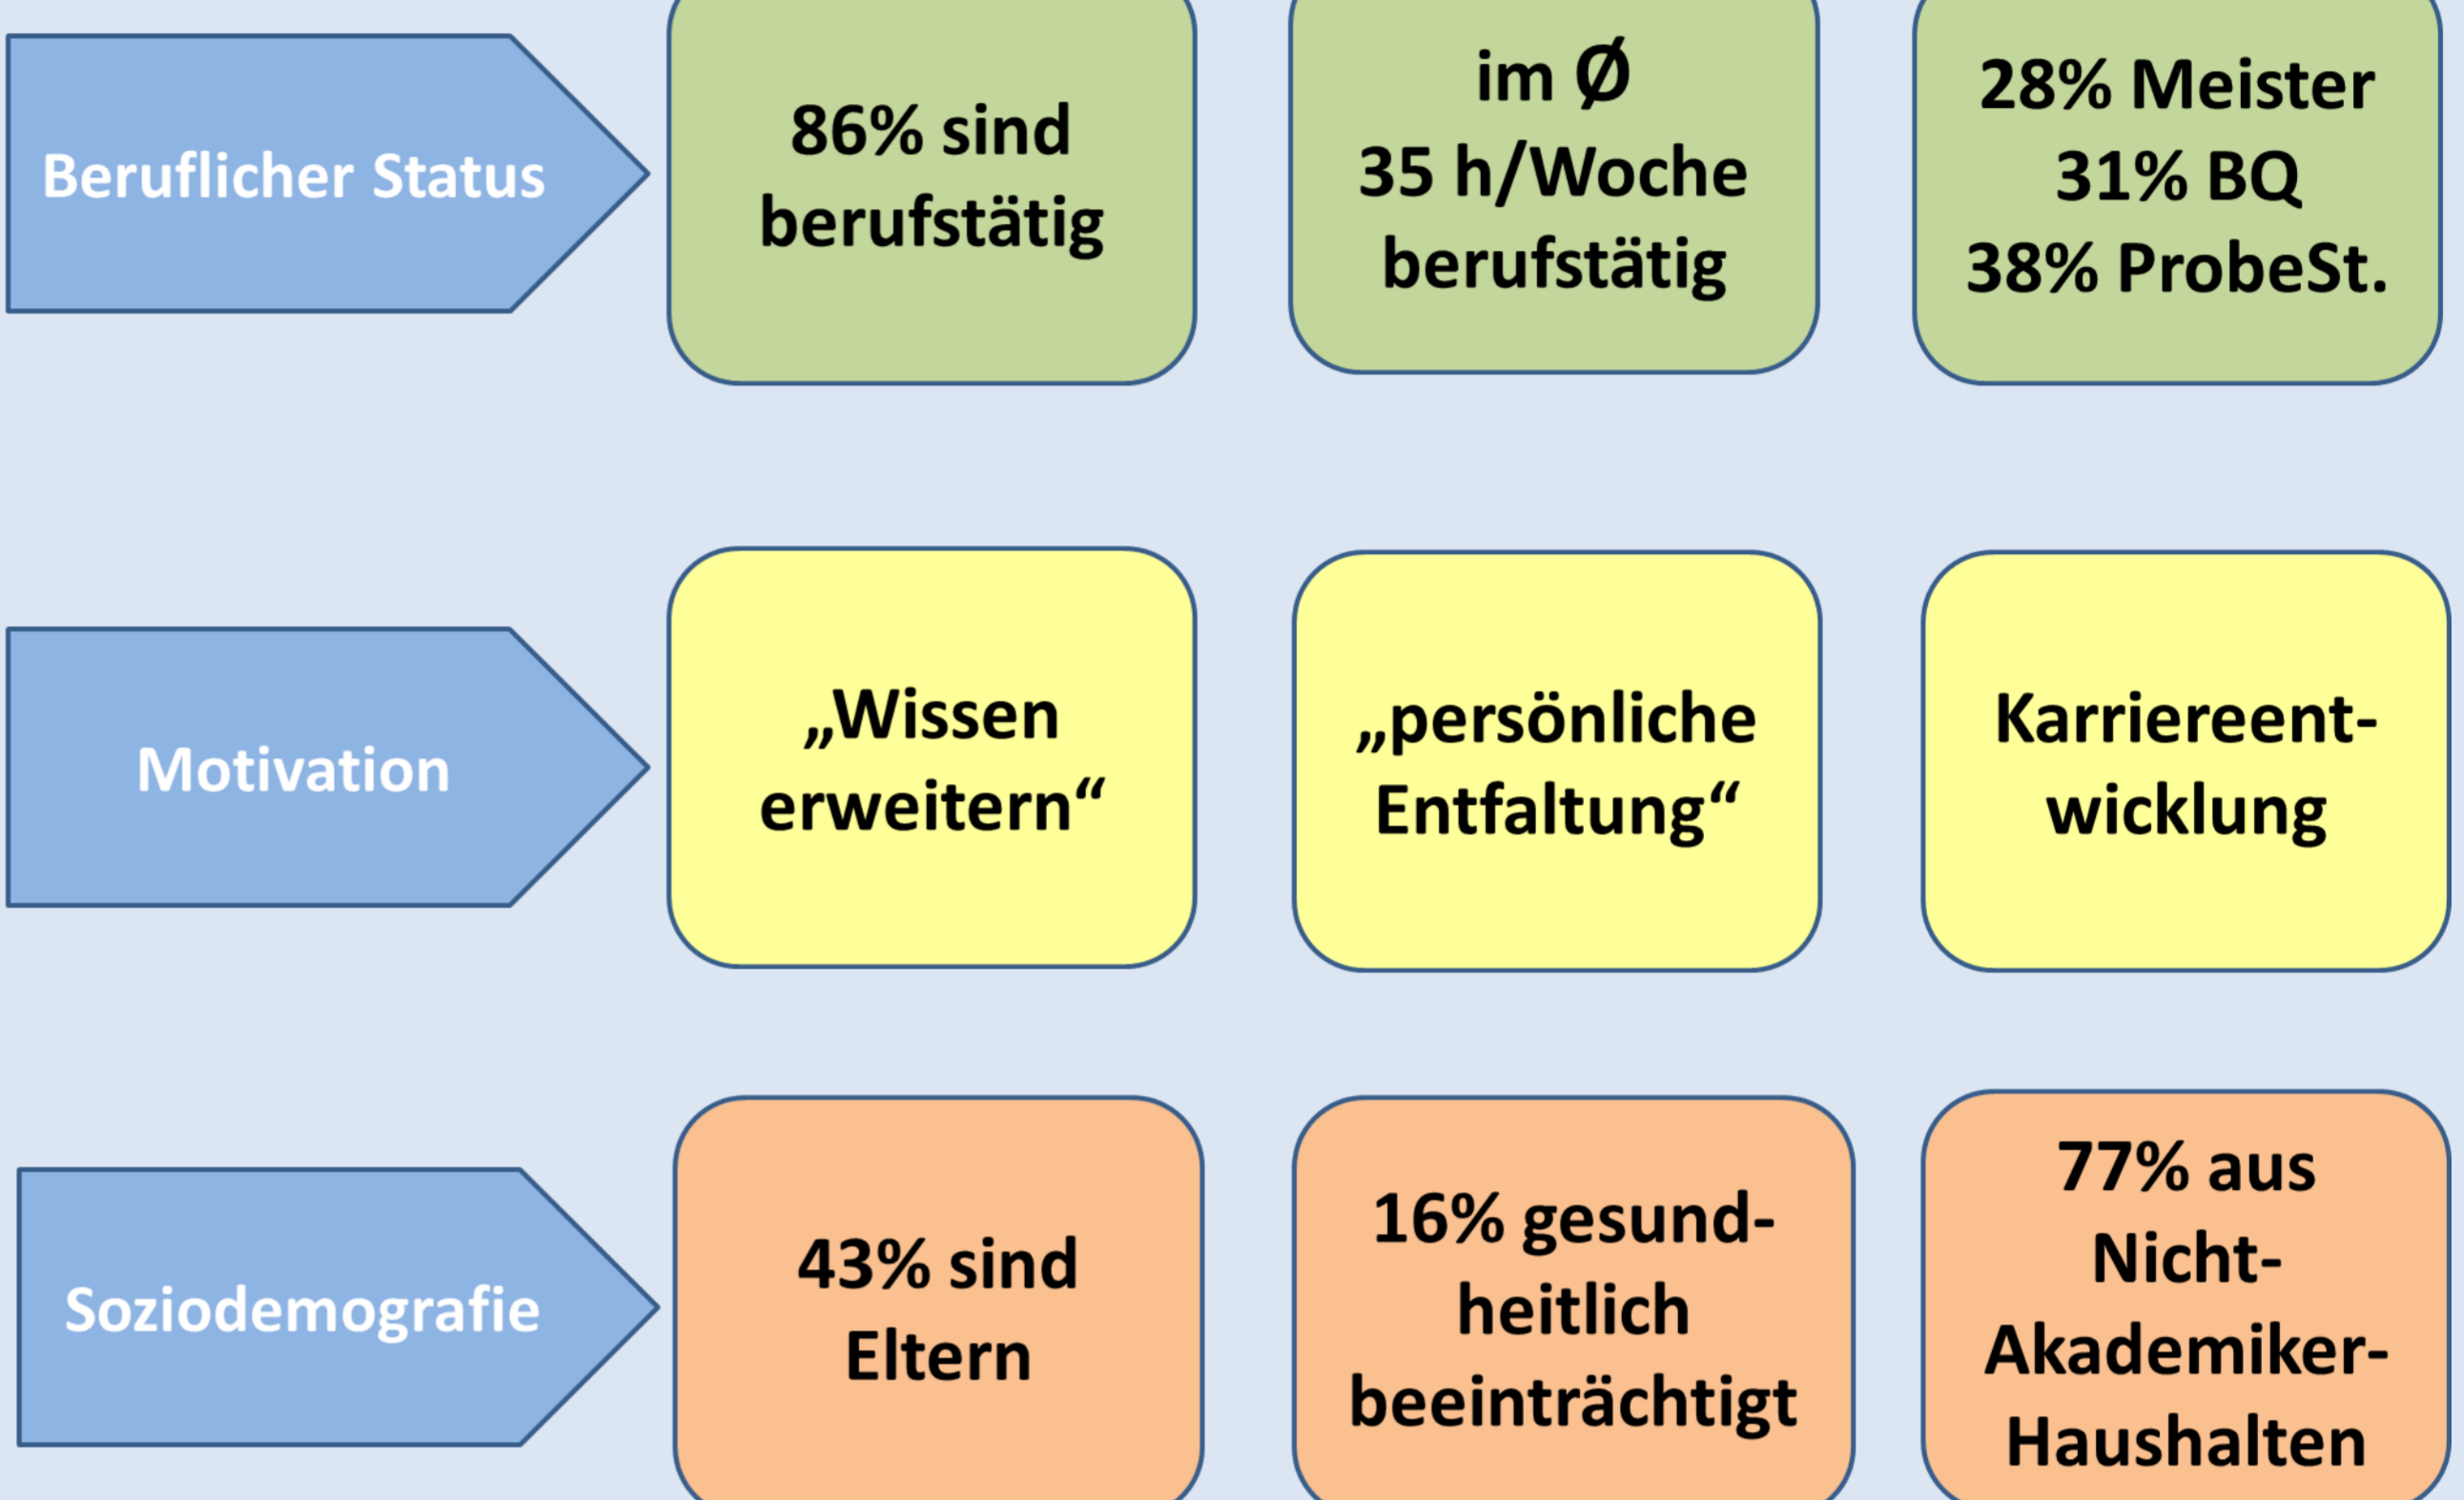 Beruflicher Status
86% sind
berufstätig
im Ø
35 h/Woche
berufstätig
28% Meister
31% BQ
38% ProbeSt.
Motivation
„Wissen
erweitern“
„persönliche
Entfaltung“
Karriereent-
wicklung
Soziodemografie
43% sind
Eltern
16% gesund-
heitlich
beeinträchtigt
77% aus
Nicht-
Akademiker-
Haushalten